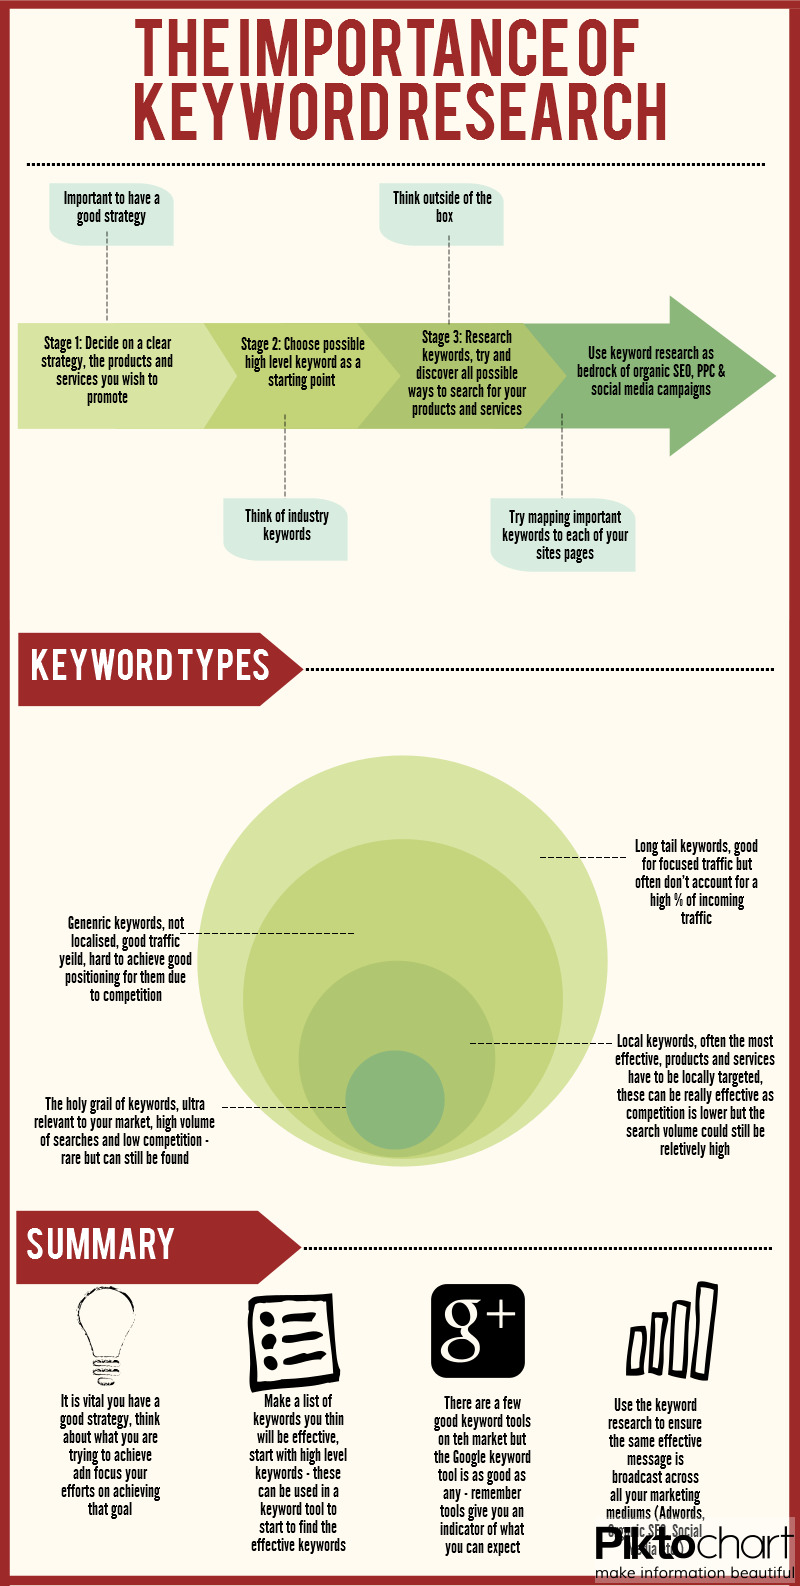 THE IMPORTANCE OF
KEYWORD RESEARCH
Important to have a
good strategy
Think outside of the
box
Stage 1: Decide on a clear
strategy, the products and
services you wish to
promote
Stage 2: Choose possible
high level keyword as a
starting point
Stage 3: Research
keywords, try and
discover all possible
ways to search for your
products and services
Use keyword research as
bedrock of organic SEO, PPC &
social media campaigns
Think of industry
keywords
Try mapping important
keywords to each of your
sites pages
KEYWORD TYPES
Long tail keywords, good
for focused traffic but
often don't account for a
high % of incoming
traffic
Genenric keywords, not
localised, good traffic
yeild, hard to achieve good
positioning for them due
to competition
Local keywords, often the most
effective, products and services
have to be locally targeted,
these can be really effective as
competition is lower but the
search volume could still be
reletively high
The holy grail of keywords, ultra
relevant to your market, high volume
of searches and low competition -
rare but can still be found
SUMMARY
g+
It is vital you have a
good strategy, think
about what you are
trying to achieve
adn focus your
efforts on achieving
that goal
Make a list of
keywords you thin
will be effective,
start with high level
keywords - these
can be used in a
keyword tool to
start to find the
effective keywords
There are a few
good keyword tools
on teh market but
the Google keyword
tool is as good as
any - remember
tools give you an
indicator of what
you can expect
Use the keyword
research to ensure
the same effective
message is
broadcast across
all your marketing
mediums (Adwords,
SEO, Social
Piktochart
make information beautiful